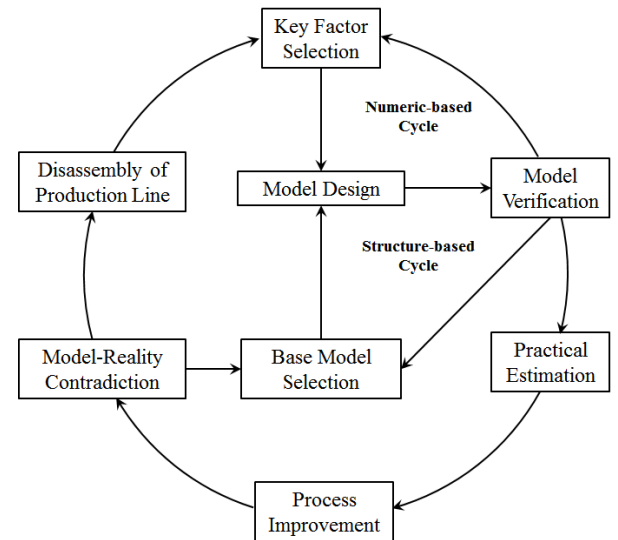 Key Factor
Selection
Numeric-based
Cycle
Disassembly of
Production Line
Model Design
Model
Verification
Structure-based
Cycle
Model-Reality
Contradiction
Base Model
Selection
Practical
Estimation
Process
Improvement